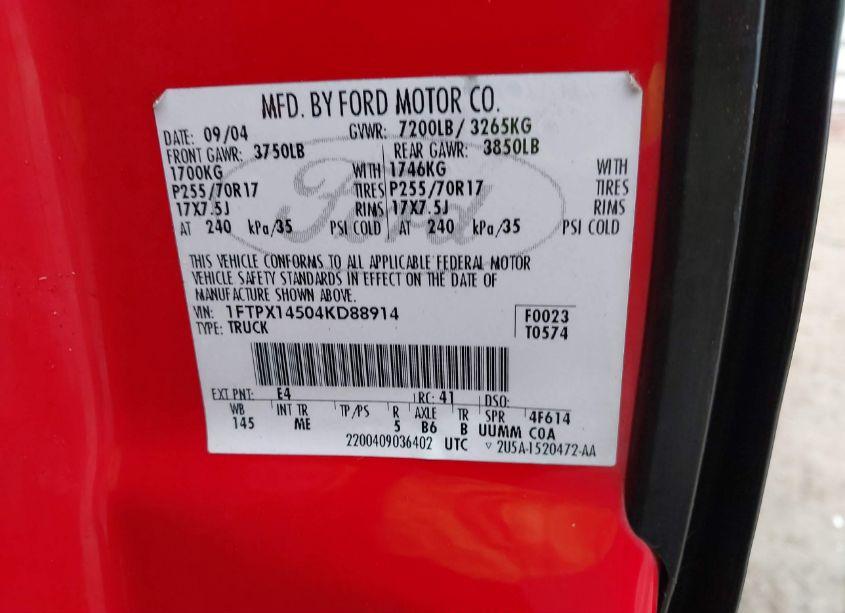 MFD. BY FORD MOTOR CO.
DATE: 09/04 GVWR: 7200LB/ 3265KG
FRONT GAWR: 3750LB REAR GAWR: 3850LB
1700KG WITH 1746KG WITH
P255/70R17 TIRES P255/70R17 TIRES
17X7.5J RIMS 17X7.5J RIMS
AT 240 kPa/35 PSI COLD AT 240 kPa/35 PSI COLD
Ford
THIS VEHICLE CONFORMS TO ALL APPLICABLE FEDERAL MOTOR
VEHICLE SAFETY STANDARDS IN EFFECT ON THE DATE OF
MANUFACTURE SHOWN ABOVE.
VIN: 1FTPX14504KD88914 F0023
TYPE: TRUCK T0574
EXT PNT: E4 RC: 41 DSO:
WB INT TR TP/PS R AXLE TR SPR 4F614
145 ME 5 B6 B UUMM COA
2200409036402 UTC ▽ 2U5A-1520472-AA